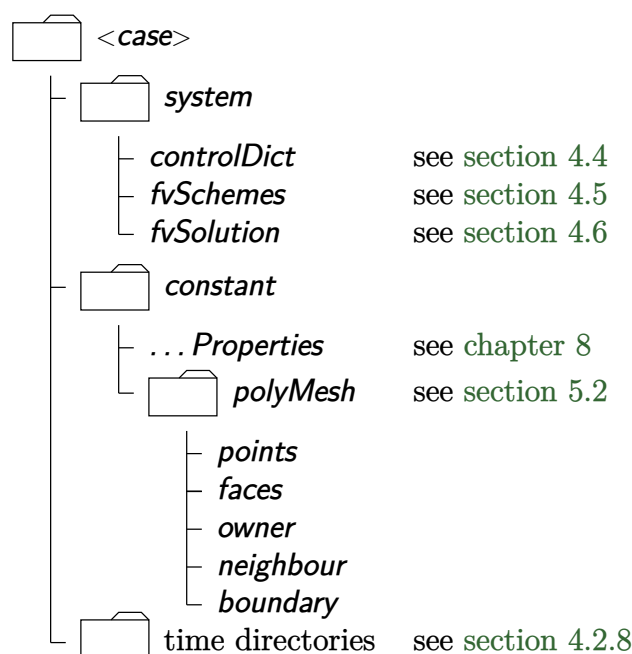 <case>
system
controlDict see section 4.4
fvSchemes see section 4.5
fvSolution see section 4.6
constant
...Properties see chapter 8
polyMesh see section 5.2
points
faces
owner
neighbour
boundary
time directories see section 4.2.8